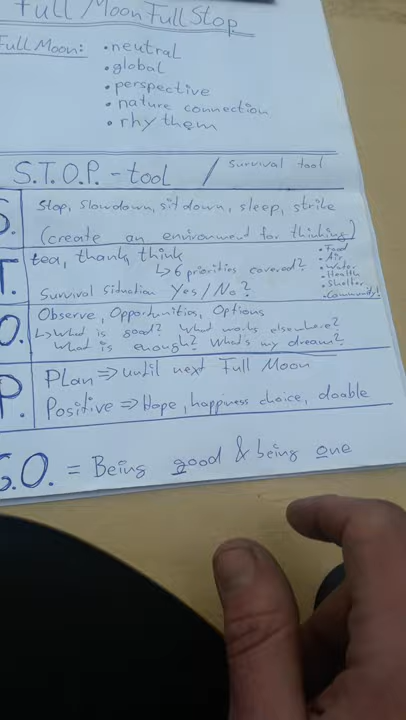 Full Moon Full Stop
Full Moon:
• neutral
• global
• perspective
• nature connection
• rhy them
S.T.O.P. - tool / Survival tool
S. Stop, Slowdown, sit down, sleep, strike
(create an environment for thinking)
T. tea, thank, think
↳ 6 priorities covered?
Survival Situation Yes/No?
• Food
• Air
• Water
• Health
• Shelter
• Community!
O. Observe, Opportunities, Options
↳ What is good? What works elsewhere?
What is enough? What's my dream?
P. Plan ⇒ until next Full Moon
Positive ⇒ Hope, happiness choice, doable
G.O. = Being good & being one